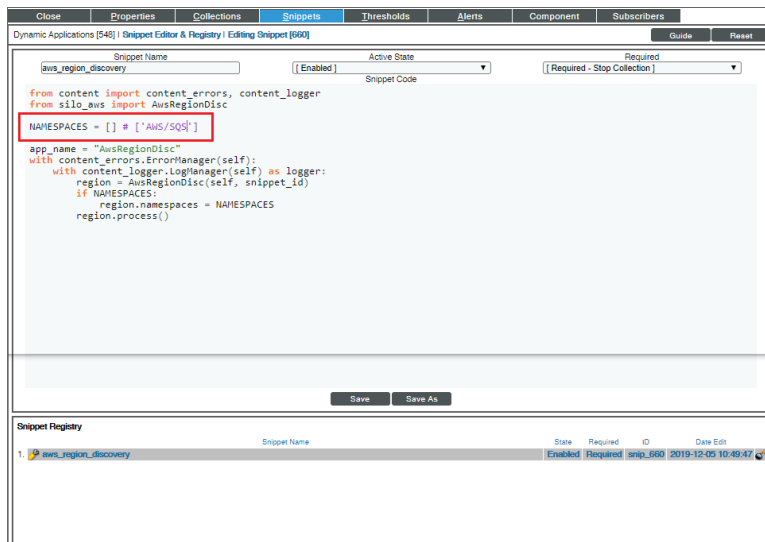 Close Properties Collections Snippets Thresholds Alerts Component Subscribers
Dynamic Applications [548] | Snippet Editor & Registry | Editing Snippet [660] Guide Reset
Snippet Name Active State Required
aws_region_discovery [ Enabled ] [ Required - Stop Collection ]
Snippet Code
from content import content_errors, content_logger
from silo_aws import AwsRegionDisc
NAMESPACES = [] # ['AWS/SQS']
app_name = "AwsRegionDisc"
with content_errors.ErrorManager(self):
with content_logger.LogManager(self) as logger:
region = AwsRegionDisc(self, snippet_id)
if NAMESPACES:
region.namespaces = NAMESPACES
region.process()
Save Save As
Snippet Registry
Snippet Name State Required ID Date Edit
1. aws_region_discovery Enabled Required snip_660 2019-12-05 10:49:47